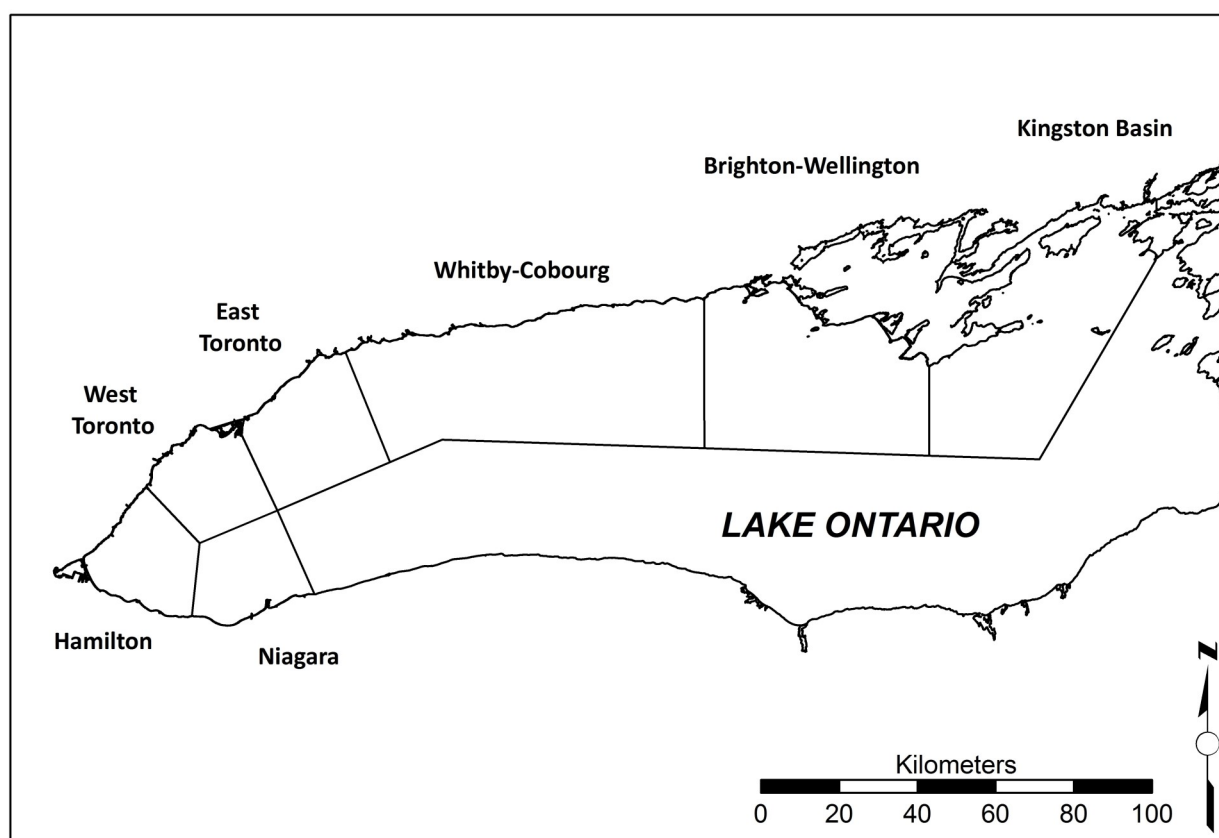 Kingston Basin
Brighton-Wellington
Whitby-Cobourg
East
Toronto
West
Toronto
LAKE ONTARIO
Hamilton
Niagara
N
Kilometers
0 20 40 60 80 100